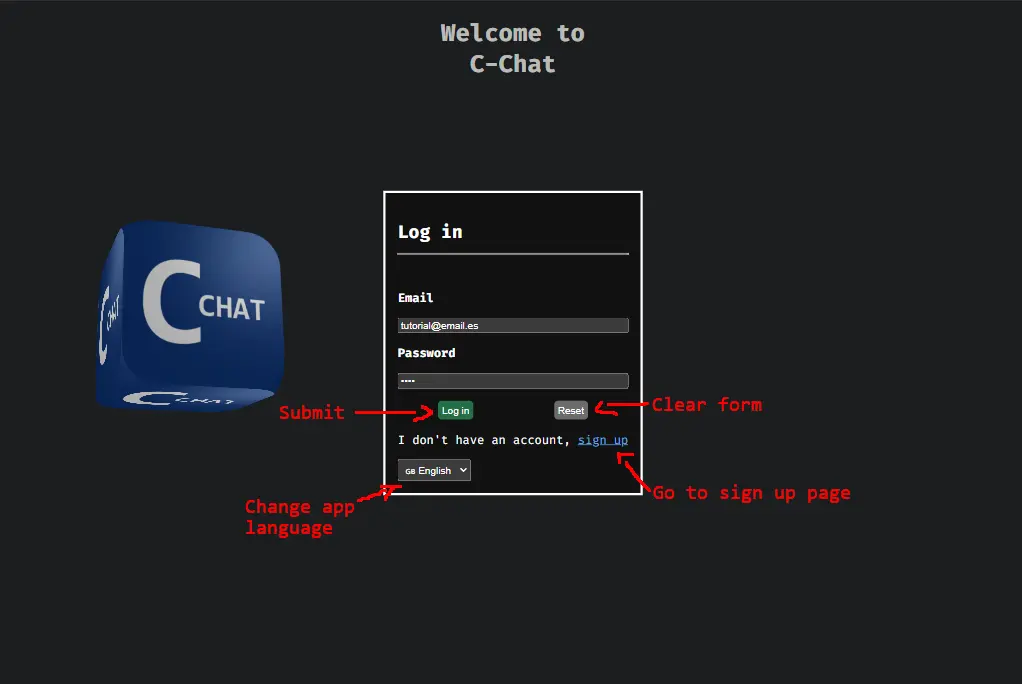 Welcome to
C-Chat
C CHAT
C CHAT
C CHAT
Log in
Email
tutorial@email.es
Password
••••
Submit
Log in
Reset
Clear form
I don't have an account, sign up
GB English
Go to sign up page
Change app
language